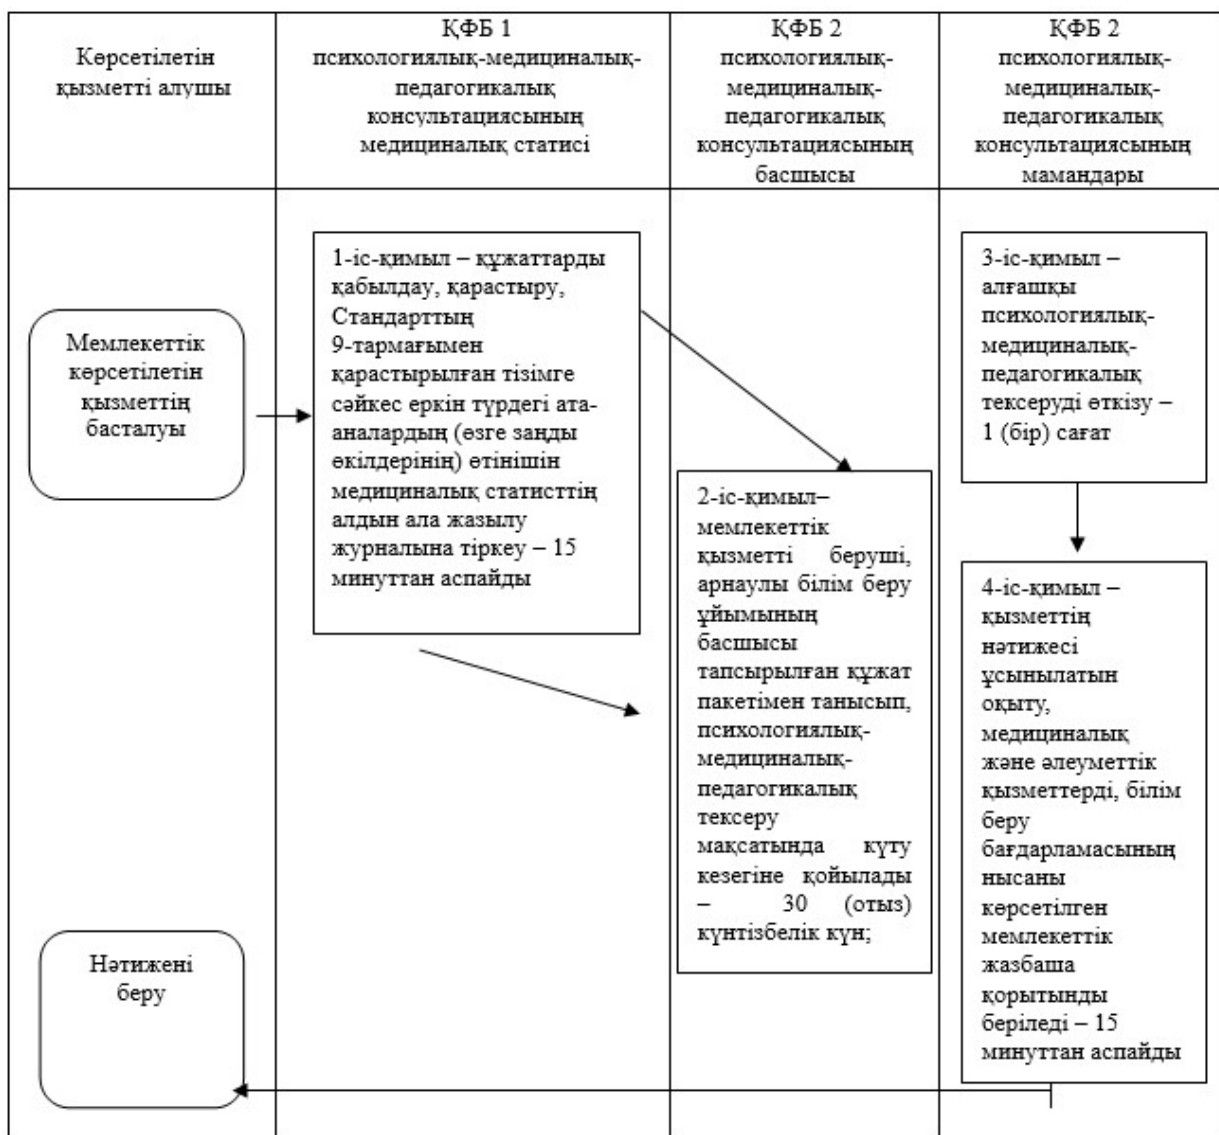 Көрсетілетін
қызметті алушы
ҚФБ 1
психологиялық-медициналық-
педагогикалық
консультациясының
медициналық статисі
ҚФБ 2
психологиялық-
медициналық-
педагогикалық
консультациясының
басшысы
ҚФБ 2
психологиялық-
медициналық-
педагогикалық
консультациясының
мамандары
Мемлекеттік
көрсетілетін
қызметтің
басталуы
1-іс-қимыл – құжаттарды
қабылдау, қарастыру,
Стандарттың
9-тармағымен
қарастырылған тізімге
сәйкес еркін түрдегі ата-
аналардың (өзге заңды
өкілдерінің) өтінішін
медициналық статисттің
алдын ала жазылу
журналына тіркеу – 15
минуттан аспайды
2-іс-қимыл–
мемлекеттік
қызметті беруші,
арнаулы білім беру
ұйымының
басшысы
тапсырылған құжат
пакетімен танысып,
психологиялық-
медициналық-
педагогикалық
тексеру
мақсатында күту
кезегіне қойылады
– 30 (отыз)
күнтізбелік күн;
3-іс-қимыл –
алғашқы
психологиялық-
медициналық-
педагогикалық
тексеруді өткізу –
1 (бір) сағат
4-іс-қимыл –
қызметтің
нәтижесі
ұсынылатын
оқыту,
медициналық
және әлеуметтік
қызметтерді, білім
беру
бағдарламасының
нысаны
көрсетілген
мемлекеттік
жазбаша
қорытынды
беріледі – 15
минуттан аспайды
Нәтижені
беру